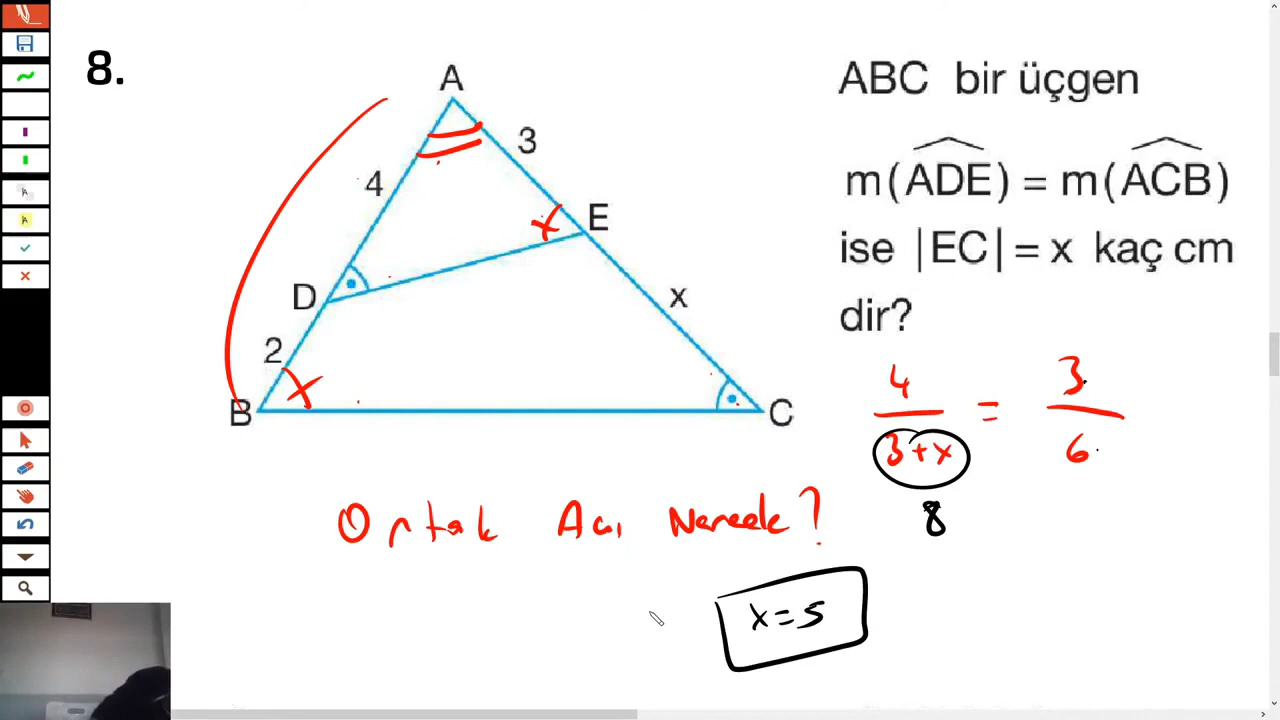 8.
A
3
4
E
D
x
2
x
x
B
C
ABC bir üçgen
m(ADE) = m(ACB)
ise |EC| = x kaç cm
dir?
4 = 3
3+x 6
8
Ortak Açı Nerede?
x=5